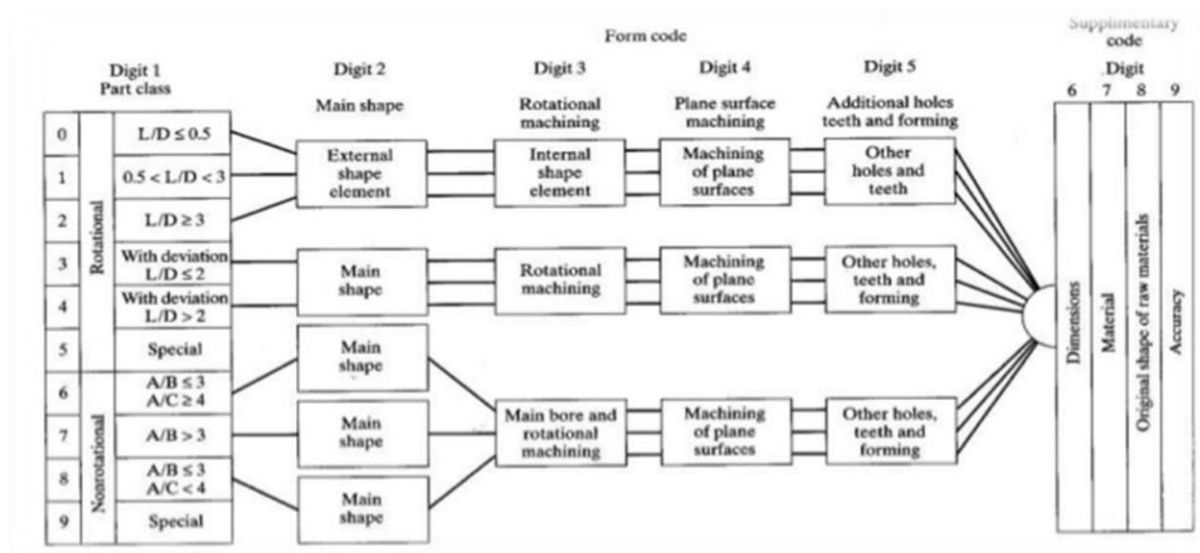 Supplimentary
code
Form code
Digit 1
Part class
Digit 2
Main shape
Digit 3
Rotational
machining
Digit 4
Plane surface
machining
Digit 5
Additional holes
teeth and forming
Digit
6 7 8 9
0
L/D ≤ 0.5
1
0.5 < L/D < 3
2
L/D ≥ 3
3
With deviation
L/D ≤ 2
4
With deviation
L/D > 2
5
Special
6
A/B ≤ 3
A/C ≥ 4
7
A/B > 3
8
A/B ≤ 3
A/C < 4
9
Special
Rotational
Nonrotational
External
shape
element
Internal
shape
element
Machining
of plane
surfaces
Other
holes and
teeth
Main
shape
Rotational
machining
Machining
of plane
surfaces
Other holes,
teeth and
forming
Main
shape
Main
shape
Main
shape
Main bore and
rotational
machining
Machining
of plane
surfaces
Other holes,
teeth and
forming
Dimensions
Material
Original shape of raw materials
Accuracy